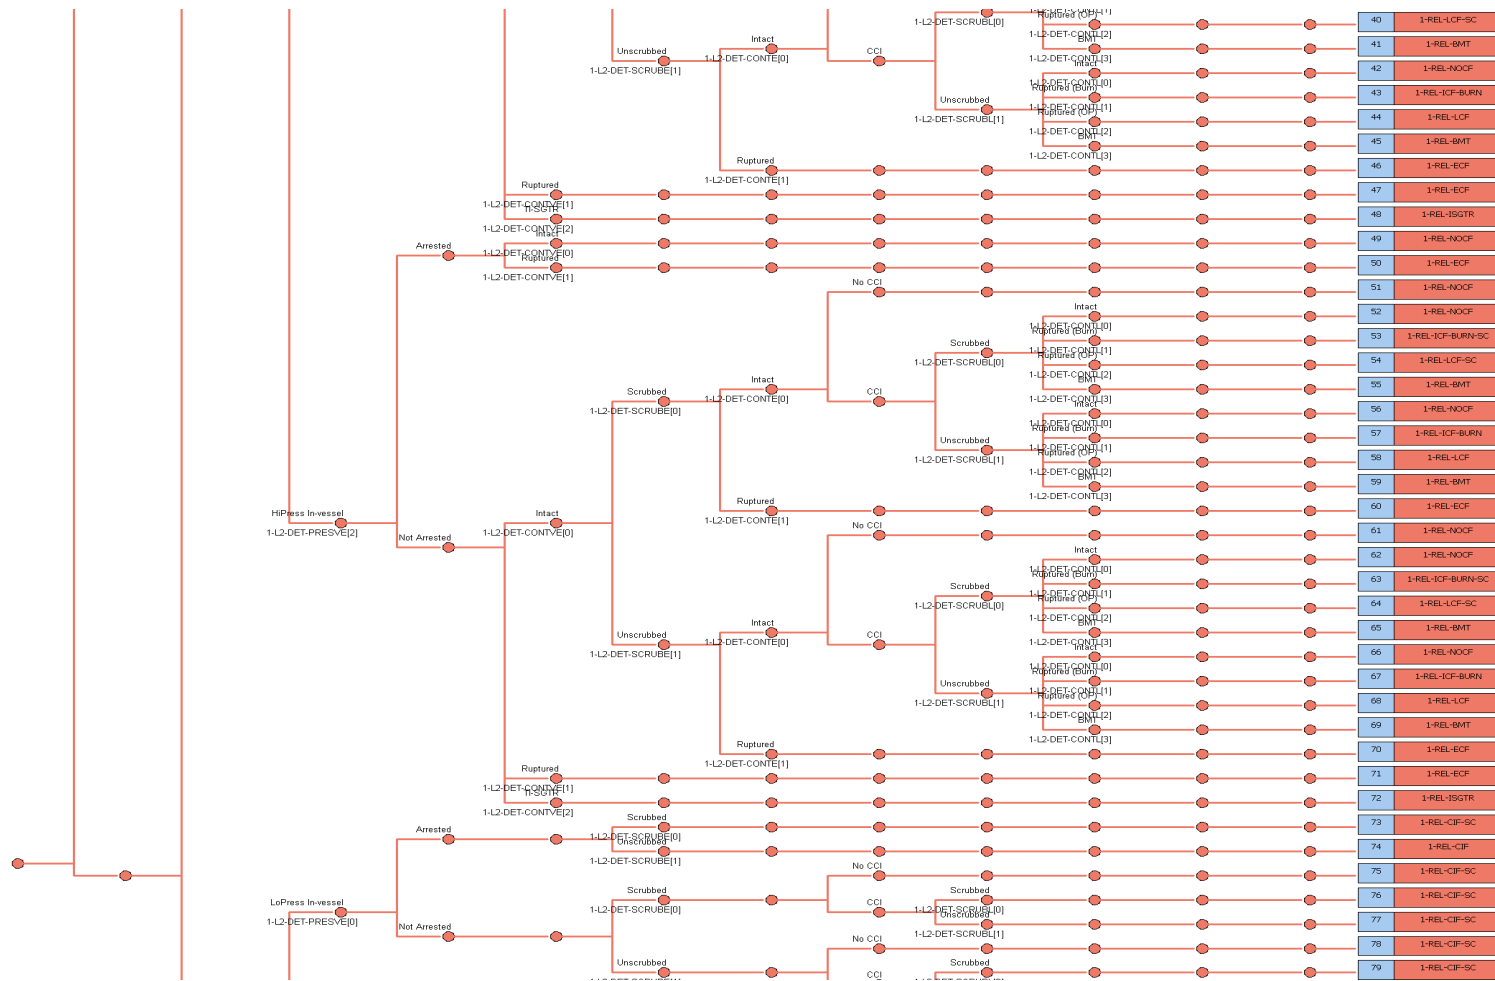 1-L2-DET-CONTL[1]
Ruptured (OP)
40 1-REL-LCF-SC
1-L2-DET-SCRUBL[0]
1-L2-DET-CONTL[2]
Intact
BMT
41 1-REL-BMT
Unscrubbed
CCI
1-L2-DET-CONTE[0]
1-L2-DET-CONTL[3]
1-L2-DET-SCRUBE[1]
Intact
42 1-REL-NOCF
1-L2-DET-CONTL[0]
Ruptured (Burn)
43 1-REL-ICF-BURN
Unscrubbed
1-L2-DET-CONTL[1]
Ruptured (OP)
1-L2-DET-SCRUBL[1]
44 1-REL-LCF
1-L2-DET-CONTL[2]
BMT
45 1-REL-BMT
1-L2-DET-CONTL[3]
Ruptured
46 1-REL-ECF
1-L2-DET-CONTE[1]
Ruptured
47 1-REL-ECF
1-L2-DET-CONTVE[1]
TI-SGTR
48 1-REL-ISGTR
1-L2-DET-CONTVE[2]
Intact
49 1-REL-NOCF
Arrested
1-L2-DET-CONTVE[0]
Ruptured
50 1-REL-ECF
1-L2-DET-CONTVE[1]
No CCI
51 1-REL-NOCF
Intact
52 1-REL-NOCF
1-L2-DET-CONTL[0]
Ruptured (Burn)
53 1-REL-ICF-BURN-SC
Scrubbed
1-L2-DET-CONTL[1]
Ruptured (OP)
1-L2-DET-SCRUBL[0]
54 1-REL-LCF-SC
1-L2-DET-CONTL[2]
Intact
BMT
55 1-REL-BMT
Scrubbed
CCI
1-L2-DET-CONTE[0]
1-L2-DET-CONTL[3]
1-L2-DET-SCRUBE[0]
Intact
56 1-REL-NOCF
1-L2-DET-CONTL[0]
Ruptured (Burn)
57 1-REL-ICF-BURN
Unscrubbed
1-L2-DET-CONTL[1]
Ruptured (OP)
1-L2-DET-SCRUBL[1]
58 1-REL-LCF
1-L2-DET-CONTL[2]
BMT
59 1-REL-BMT
1-L2-DET-CONTL[3]
Ruptured
60 1-REL-ECF
1-L2-DET-CONTE[1]
HiPress In-vessel
Intact
1-L2-DET-PRESVE[2]
1-L2-DET-CONTVE[0]
No CCI
61 1-REL-NOCF
Not Arrested
Intact
62 1-REL-NOCF
1-L2-DET-CONTL[0]
Ruptured (Burn)
63 1-REL-ICF-BURN-SC
Scrubbed
1-L2-DET-CONTL[1]
Ruptured (OP)
1-L2-DET-SCRUBL[0]
64 1-REL-LCF-SC
1-L2-DET-CONTL[2]
Intact
BMT
65 1-REL-BMT
Unscrubbed
CCI
1-L2-DET-CONTE[0]
1-L2-DET-CONTL[3]
1-L2-DET-SCRUBE[1]
Intact
66 1-REL-NOCF
1-L2-DET-CONTL[0]
Ruptured (Burn)
67 1-REL-ICF-BURN
Unscrubbed
1-L2-DET-CONTL[1]
Ruptured (OP)
1-L2-DET-SCRUBL[1]
68 1-REL-LCF
1-L2-DET-CONTL[2]
BMT
69 1-REL-BMT
1-L2-DET-CONTL[3]
Ruptured
70 1-REL-ECF
1-L2-DET-CONTE[1]
Ruptured
71 1-REL-ECF
1-L2-DET-CONTVE[1]
TI-SGTR
72 1-REL-ISGTR
1-L2-DET-CONTVE[2]
Scrubbed
73 1-REL-CIF-SC
Arrested
1-L2-DET-SCRUBE[0]
Unscrubbed
74 1-REL-CIF
1-L2-DET-SCRUBE[1]
No CCI
75 1-REL-CIF-SC
Scrubbed
Scrubbed
76 1-REL-CIF-SC
LoPress In-vessel
1-L2-DET-SCRUBE[0]
CCI
1-L2-DET-SCRUBL[0]
Unscrubbed
1-L2-DET-PRESVE[0]
77 1-REL-CIF-SC
Not Arrested
1-L2-DET-SCRUBL[1]
No CCI
78 1-REL-CIF-SC
Unscrubbed
Scrubbed
79 1-REL-CIF-SC
CCI